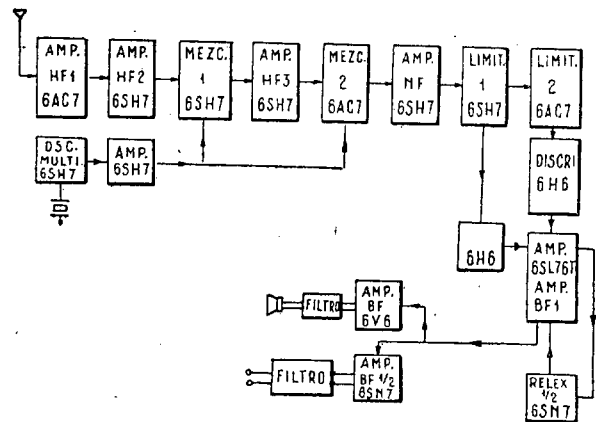 AMP.
HF1
6AC7
AMP.
HF2
6SH7
MEZC.
1
6SH7
AMP.
HF3
6SH7
MEZC.
2
6AC7
AMP.
MF
6SH7
LIMIT.
1
6SH7
LIMIT.
2
6AC7
OSC.
MULTI.
6SH7
AMP.
6SH7
DISCRI
6H6
6H6
AMP.
6SL76T
AMP.
BF1
FILTRO
AMP.
BF
6V6
FILTRO
AMP.
BF 1/2
6SN7
RELEX
1/2
6SN7